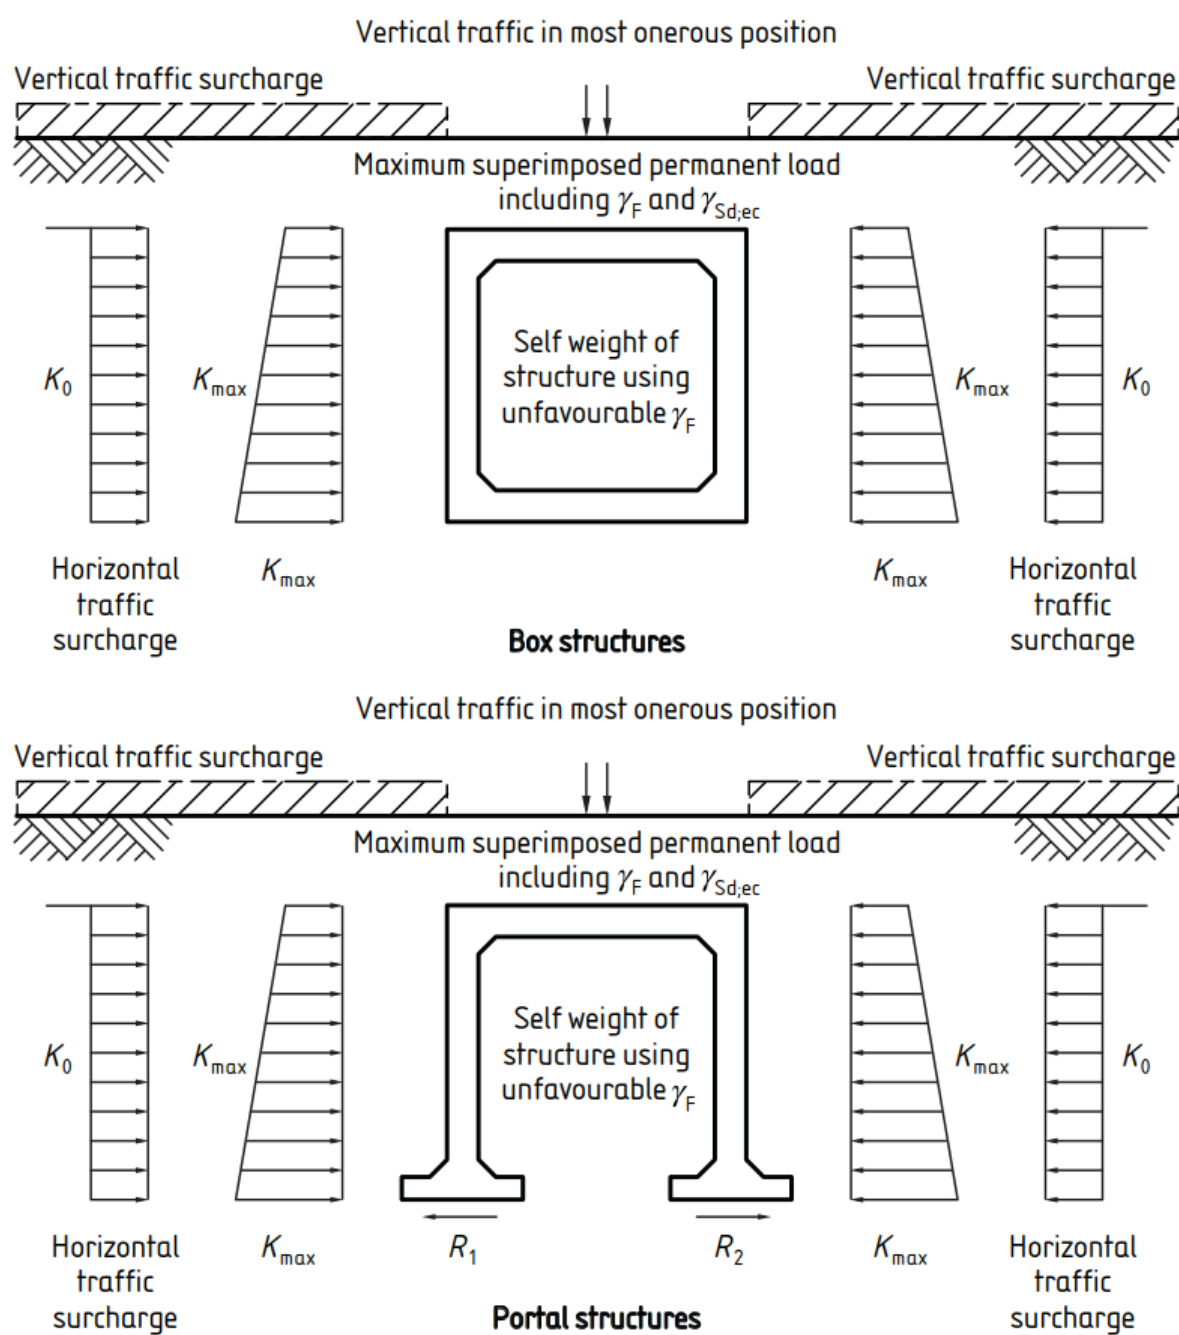 Vertical traffic in most onerous position
Vertical traffic surcharge
Vertical traffic surcharge
Maximum superimposed permanent load
including γF and γSd;ec
K0
Kmax
Self weight of
structure using
unfavourable γF
Kmax
K0
Horizontal
traffic
surcharge
Kmax
Kmax
Horizontal
traffic
surcharge
Box structures
Vertical traffic in most onerous position
Vertical traffic surcharge
Vertical traffic surcharge
Maximum superimposed permanent load
including γF and γSd;ec
K0
Kmax
Self weight of
structure using
unfavourable γF
Kmax
K0
Horizontal
traffic
surcharge
Kmax
R1
R2
Kmax
Horizontal
traffic
surcharge
Portal structures